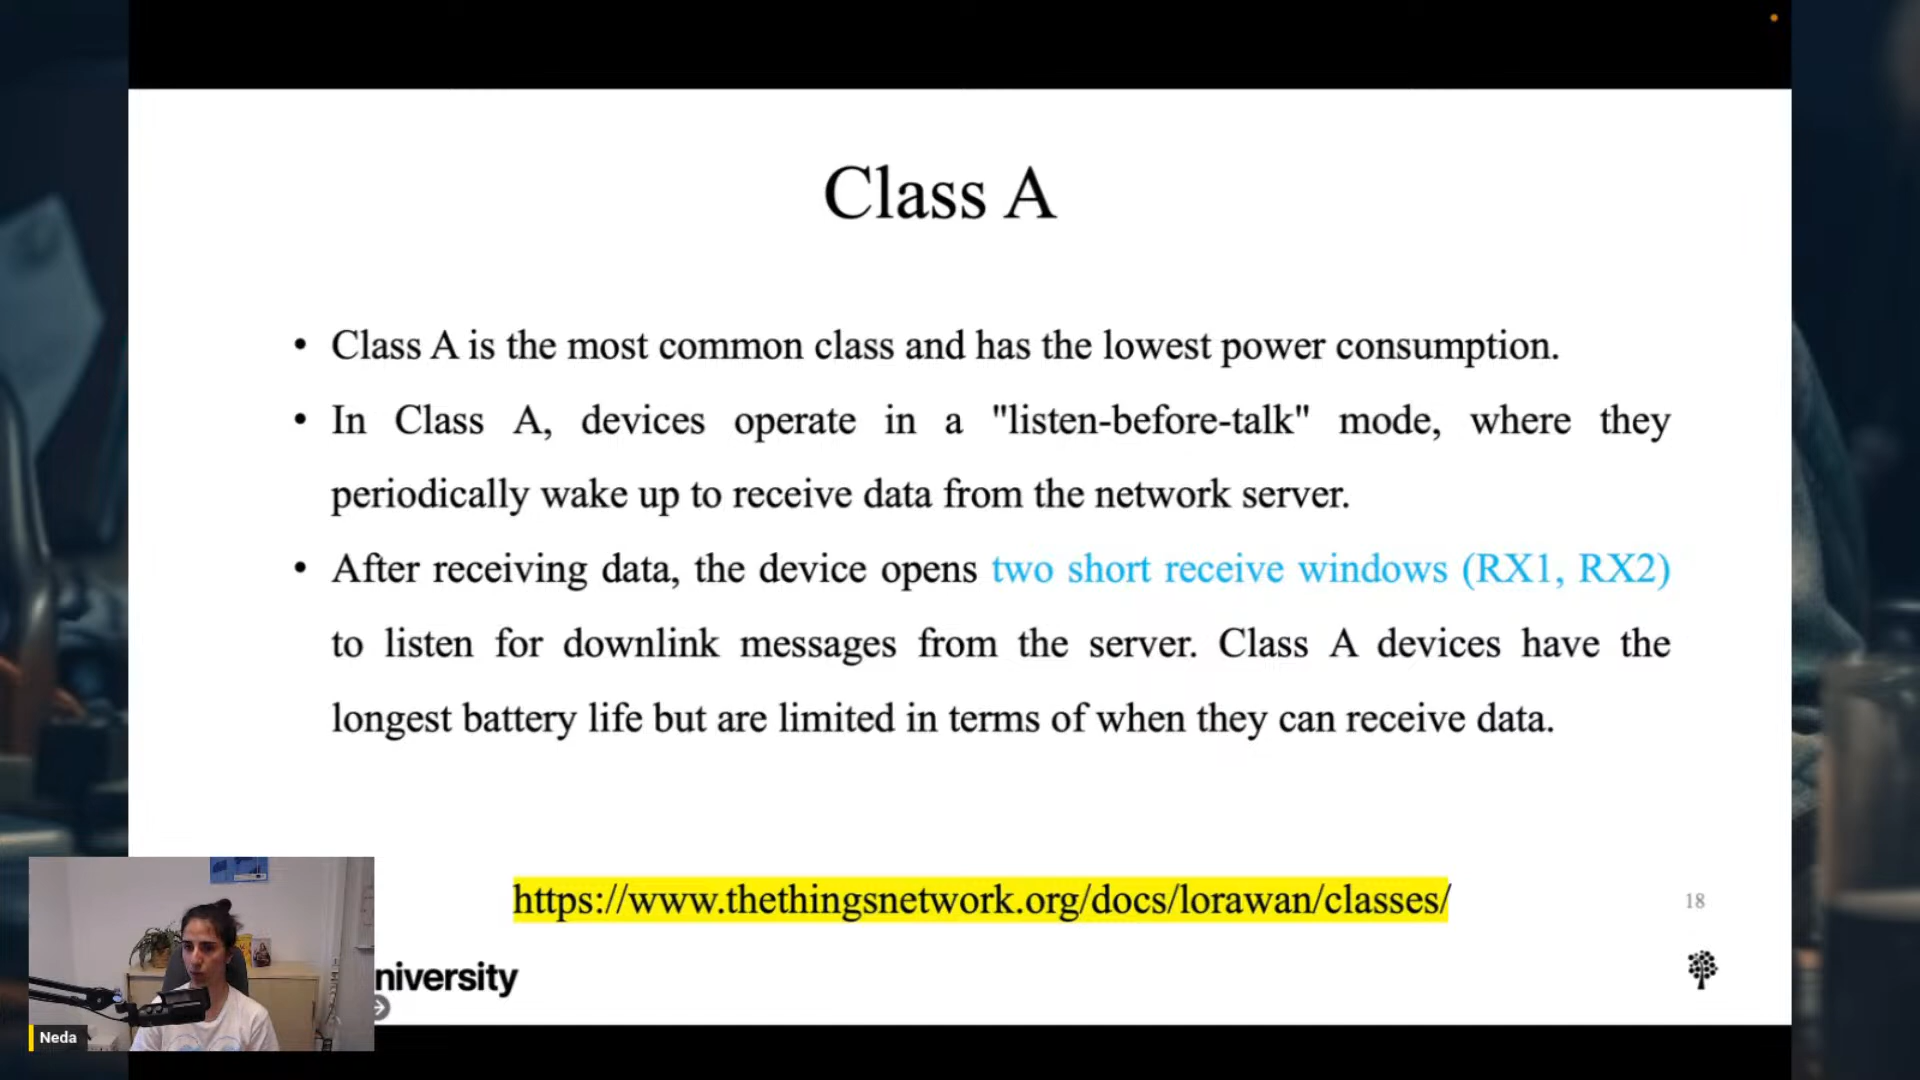 Class A
• Class A is the most common class and has the lowest power consumption.
• In Class A, devices operate in a "listen-before-talk" mode, where they
periodically wake up to receive data from the network server.
• After receiving data, the device opens two short receive windows (RX1, RX2)
to listen for downlink messages from the server. Class A devices have the
longest battery life but are limited in terms of when they can receive data.
https://www.thethingsnetwork.org/docs/lorawan/classes/
18
niversity
Neda